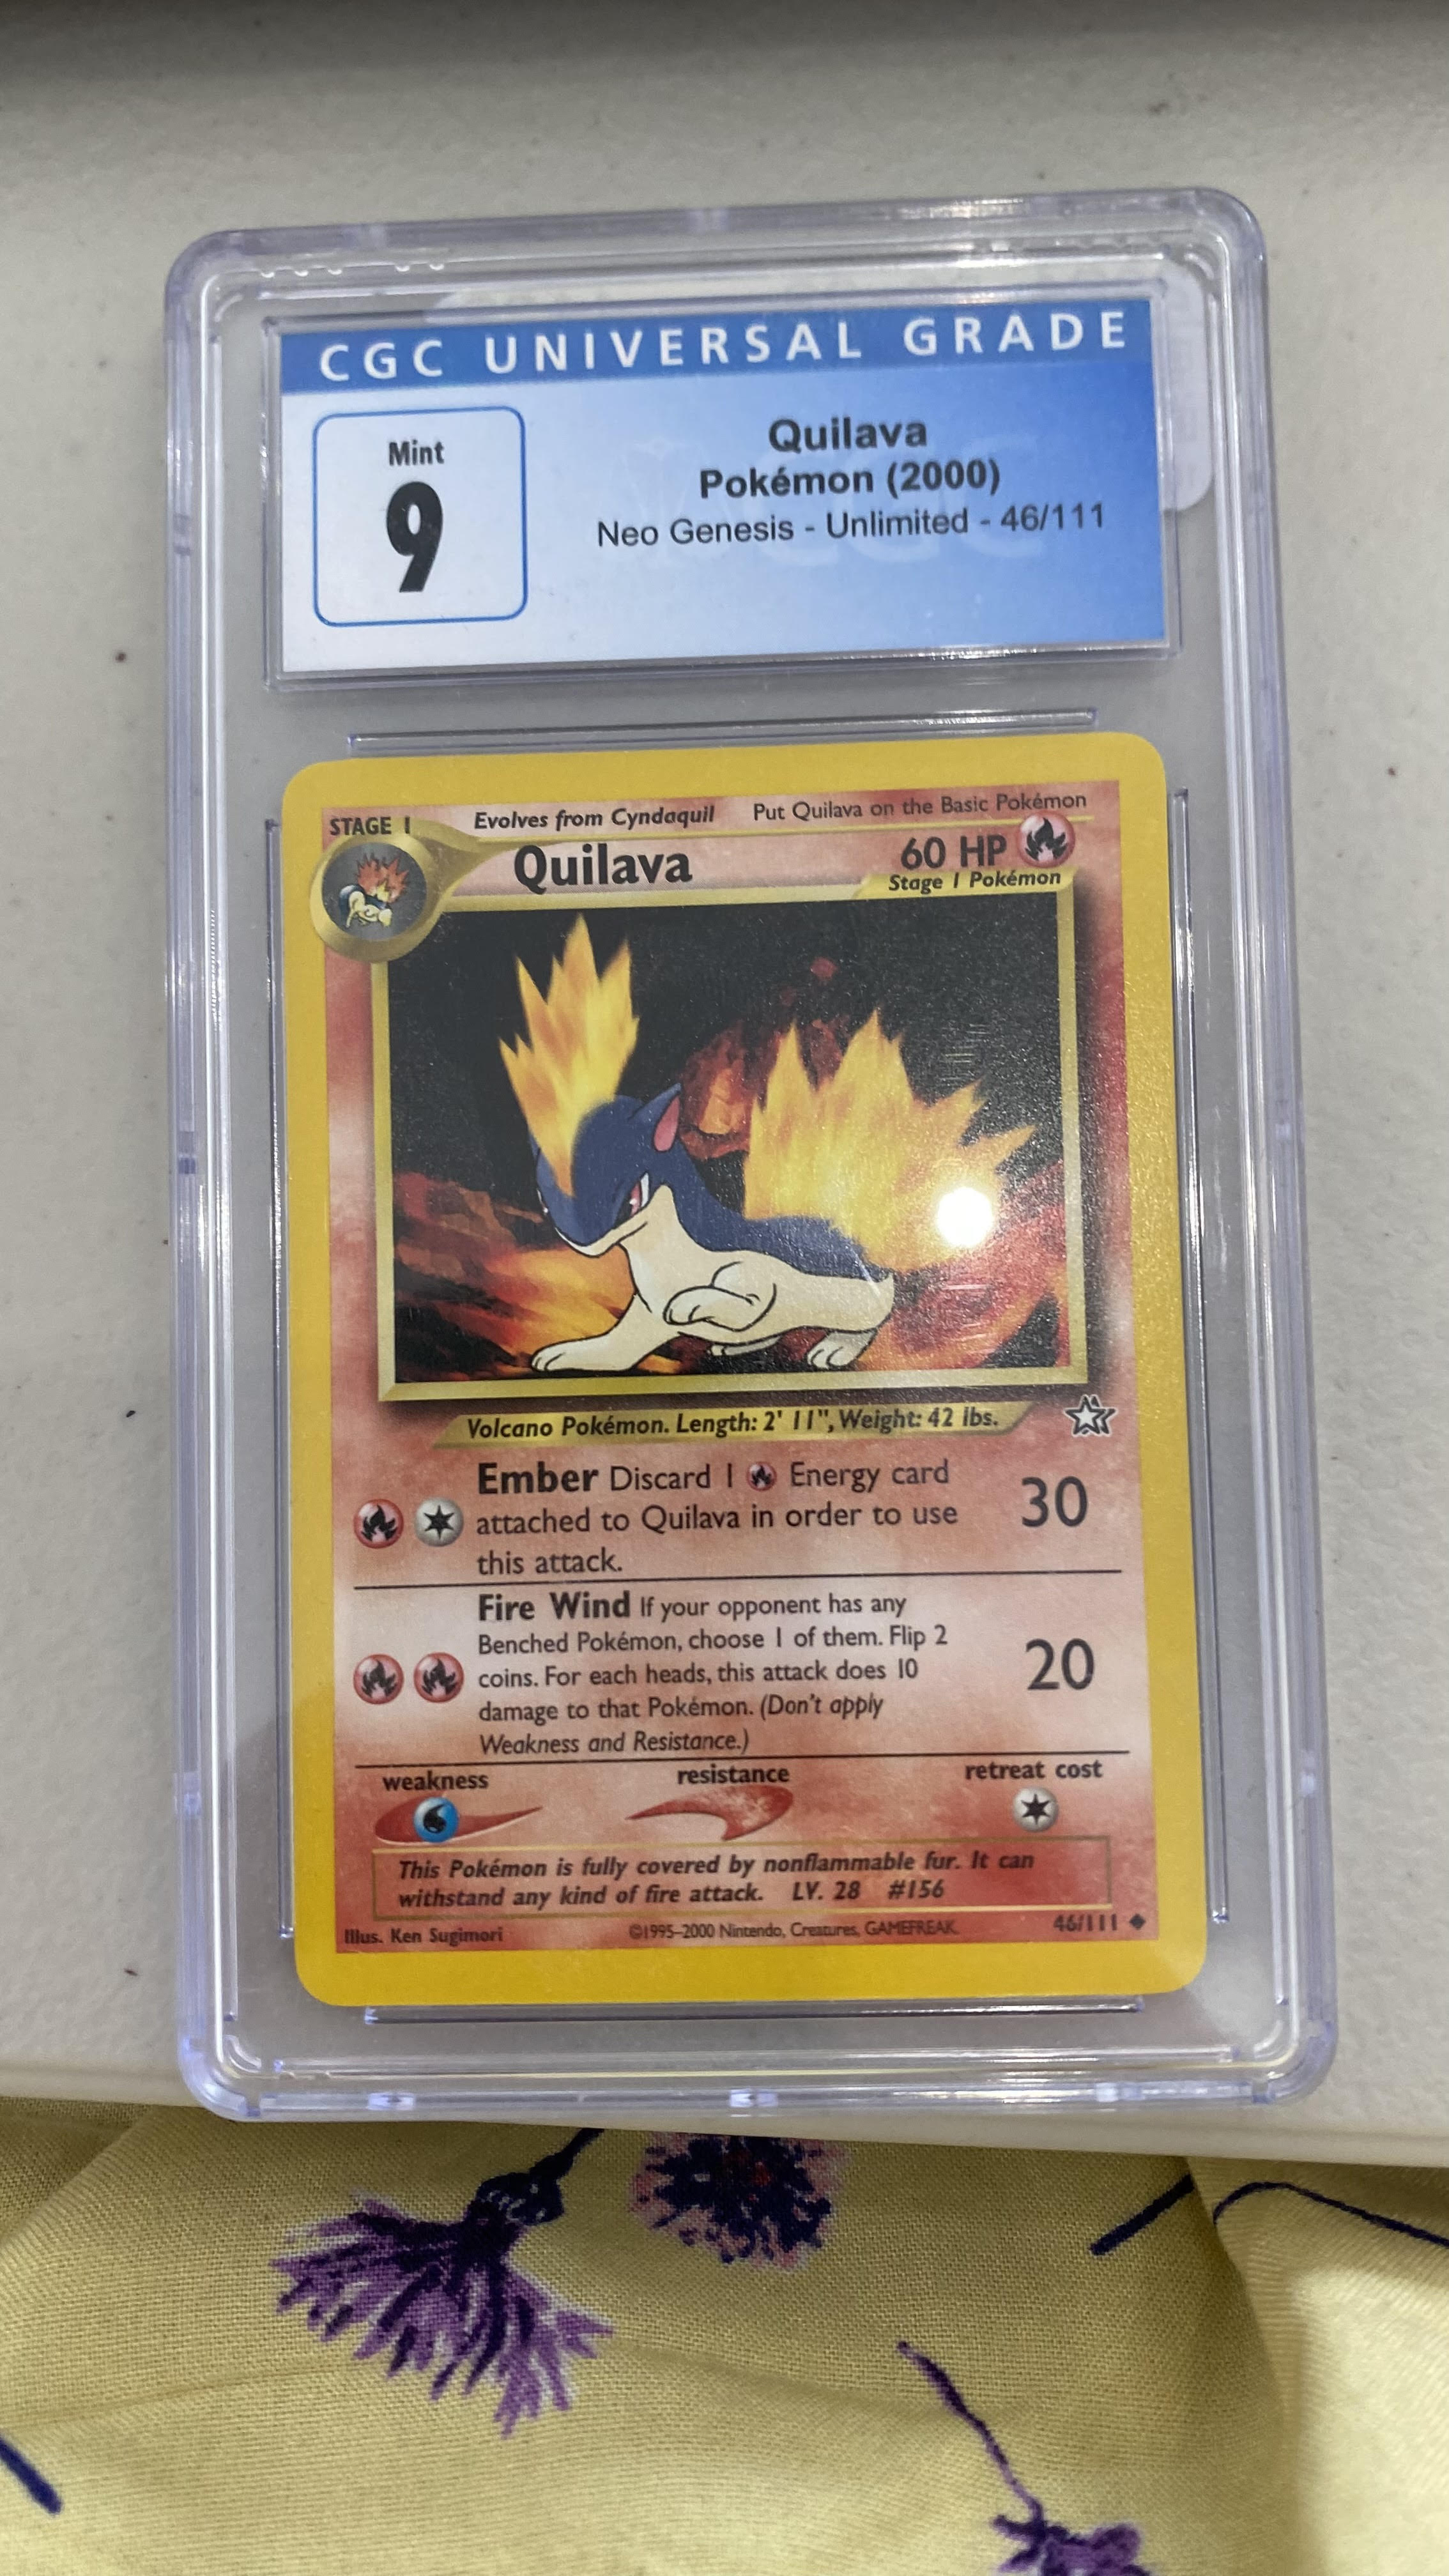 CGC UNIVERSAL GRADE
Mint
9
Quilava
Pokémon (2000)
Neo Genesis - Unlimited - 46/111
STAGE 1
Evolves from Cyndaquil Put Quilava on the Basic Pokémon
Quilava 60 HP
Stage 1 Pokémon
Volcano Pokémon. Length: 2' 11", Weight: 42 lbs.
Ember Discard 1 Energy card
attached to Quilava in order to use
this attack.
30
Fire Wind If your opponent has any
Benched Pokémon, choose 1 of them. Flip 2
coins. For each heads, this attack does 10
damage to that Pokémon. (Don't apply
Weakness and Resistance.)
20
weakness resistance retreat cost
This Pokémon is fully covered by nonflammable fur. It can
withstand any kind of fire attack. LV. 28 #156
Illus. Ken Sugimori ©1995–2000 Nintendo, Creatures, GAMEFREAK. 46/111